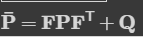 P̄ = FPFᵀ + Q